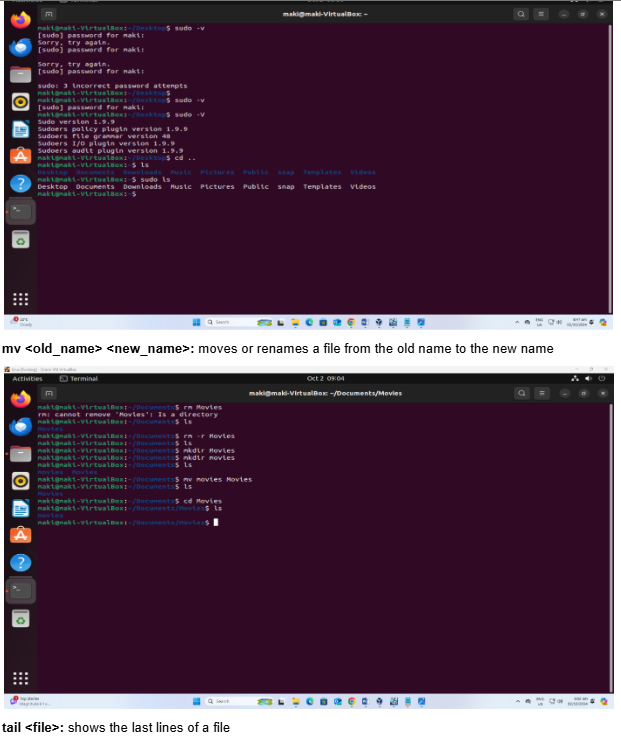 maki@maki-VirtualBox: ~
maki@maki-VirtualBox:~/Desktop$ sudo -v
[sudo] password for maki:
Sorry, try again.
[sudo] password for maki:
Sorry, try again.
[sudo] password for maki:
sudo: 3 incorrect password attempts
maki@maki-VirtualBox:~/Desktop$
maki@maki-VirtualBox:~/Desktop$ sudo -v
[sudo] password for maki:
maki@maki-VirtualBox:~/Desktop$ sudo -V
Sudo version 1.9.9
Sudoers policy plugin version 1.9.9
Sudoers file grammar version 48
Sudoers I/O plugin version 1.9.9
Sudoers audit plugin version 1.9.9
maki@maki-VirtualBox:~/Desktop$ cd ..
maki@maki-VirtualBox:~$ ls
Desktop Documents Downloads Music Pictures Public snap Templates Videos
maki@maki-VirtualBox:~$ sudo ls
Desktop Documents Downloads Music Pictures Public snap Templates Videos
maki@maki-VirtualBox:~$
Search
mv <old_name> <new_name>: moves or renames a file from the old name to the new name
Activities Terminal Oct 2 09:04
maki@maki-VirtualBox: ~/Documents/Movies
maki@maki-VirtualBox:~/Documents$ rm Movies
rm: cannot remove 'Movies': Is a directory
maki@maki-VirtualBox:~/Documents$ ls
Movies
maki@maki-VirtualBox:~/Documents$ rm -r Movies
maki@maki-VirtualBox:~/Documents$ ls
maki@maki-VirtualBox:~/Documents$ mkdir Movies
maki@maki-VirtualBox:~/Documents$ mkdir movies
maki@maki-VirtualBox:~/Documents$ ls
movies Movies
maki@maki-VirtualBox:~/Documents$ mv movies Movies
maki@maki-VirtualBox:~/Documents$ ls
Movies
maki@maki-VirtualBox:~/Documents$ cd Movies
maki@maki-VirtualBox:~/Documents/Movies$ ls
movies
maki@maki-VirtualBox:~/Documents/Movies$
Search
tail <file>: shows the last lines of a file